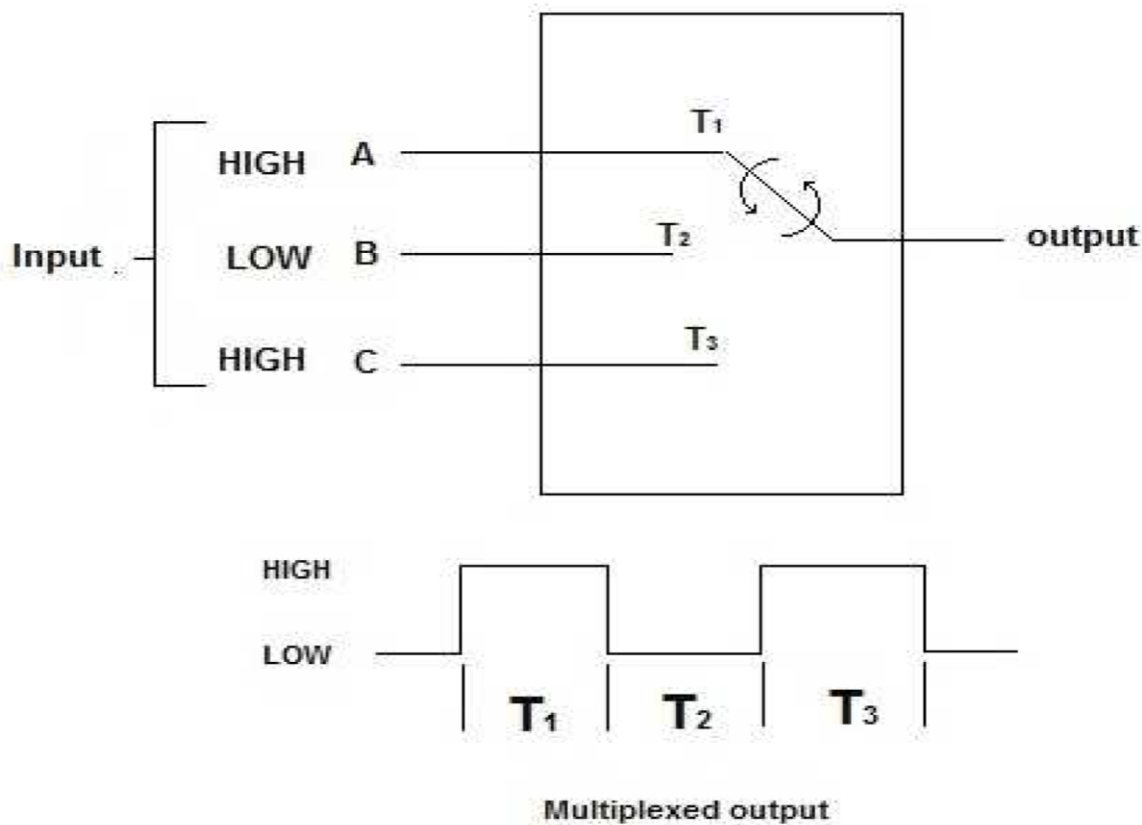 T₁
HIGH A
Input LOW B T₂ output
HIGH C T₃
HIGH
LOW
T₁ T₂ T₃
Multiplexed output